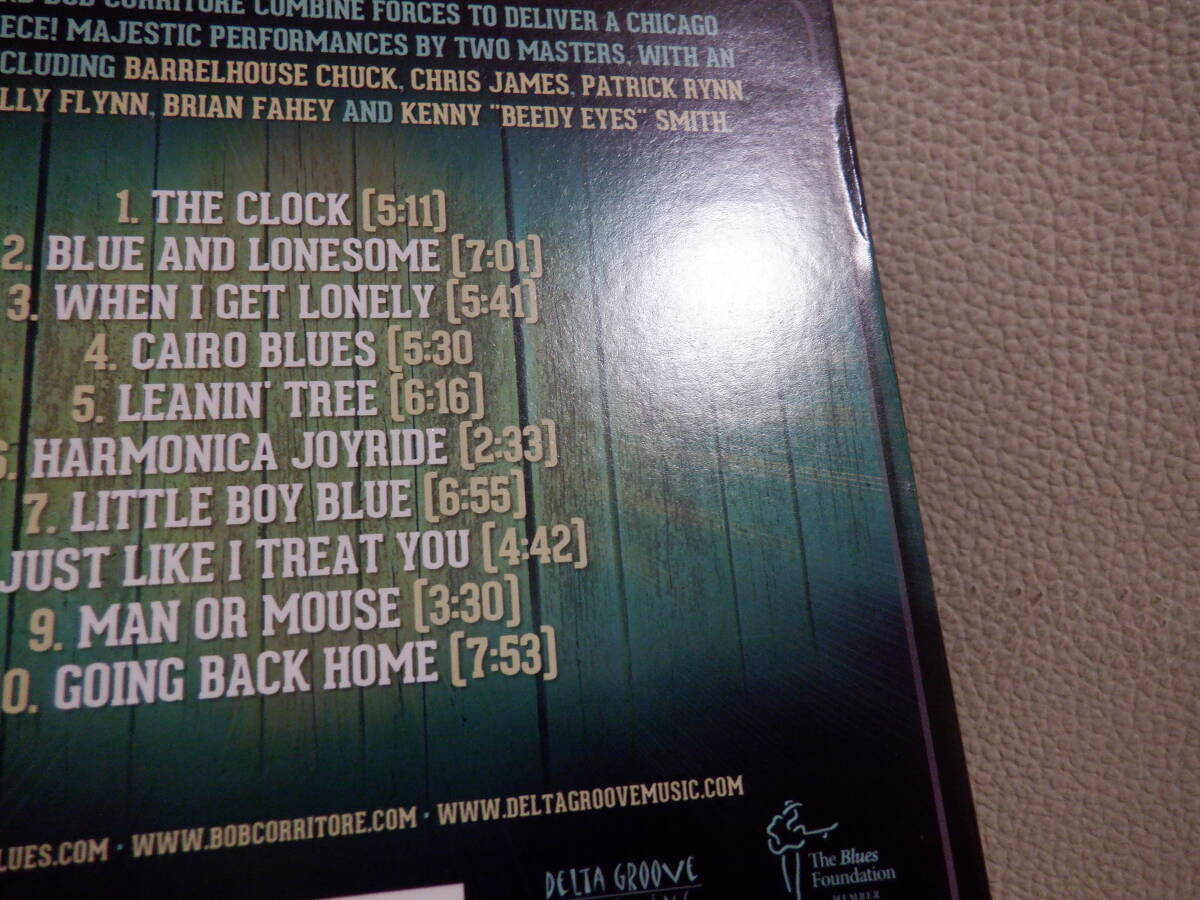 BOB CORRITORE COMBINE FORCES TO DELIVER A CHICAGO
ECE! MAJESTIC PERFORMANCES BY TWO MASTERS, WITH AN
CLUDING BARRELHOUSE CHUCK, CHRIS JAMES, PATRICK RYNN
LLY FLYNN, BRIAN FAHEY AND KENNY "BEEDY EYES" SMITH.
1. THE CLOCK [5:11]
2. BLUE AND LONESOME [7:01]
3. WHEN I GET LONELY [5:41]
4. CAIRO BLUES [5:30
5. LEANIN' TREE [6:16]
6. HARMONICA JOYRIDE [2:33]
7. LITTLE BOY BLUE [6:55]
JUST LIKE I TREAT YOU [4:42]
9. MAN OR MOUSE [3:30]
0. GOING BACK HOME [7:53]
LUES.COM · WWW.BOBCORRITORE.COM · WWW.DELTAGROOVEMUSIC.COM
DELTA GROOVE
The Blues
Foundation
MEMBER